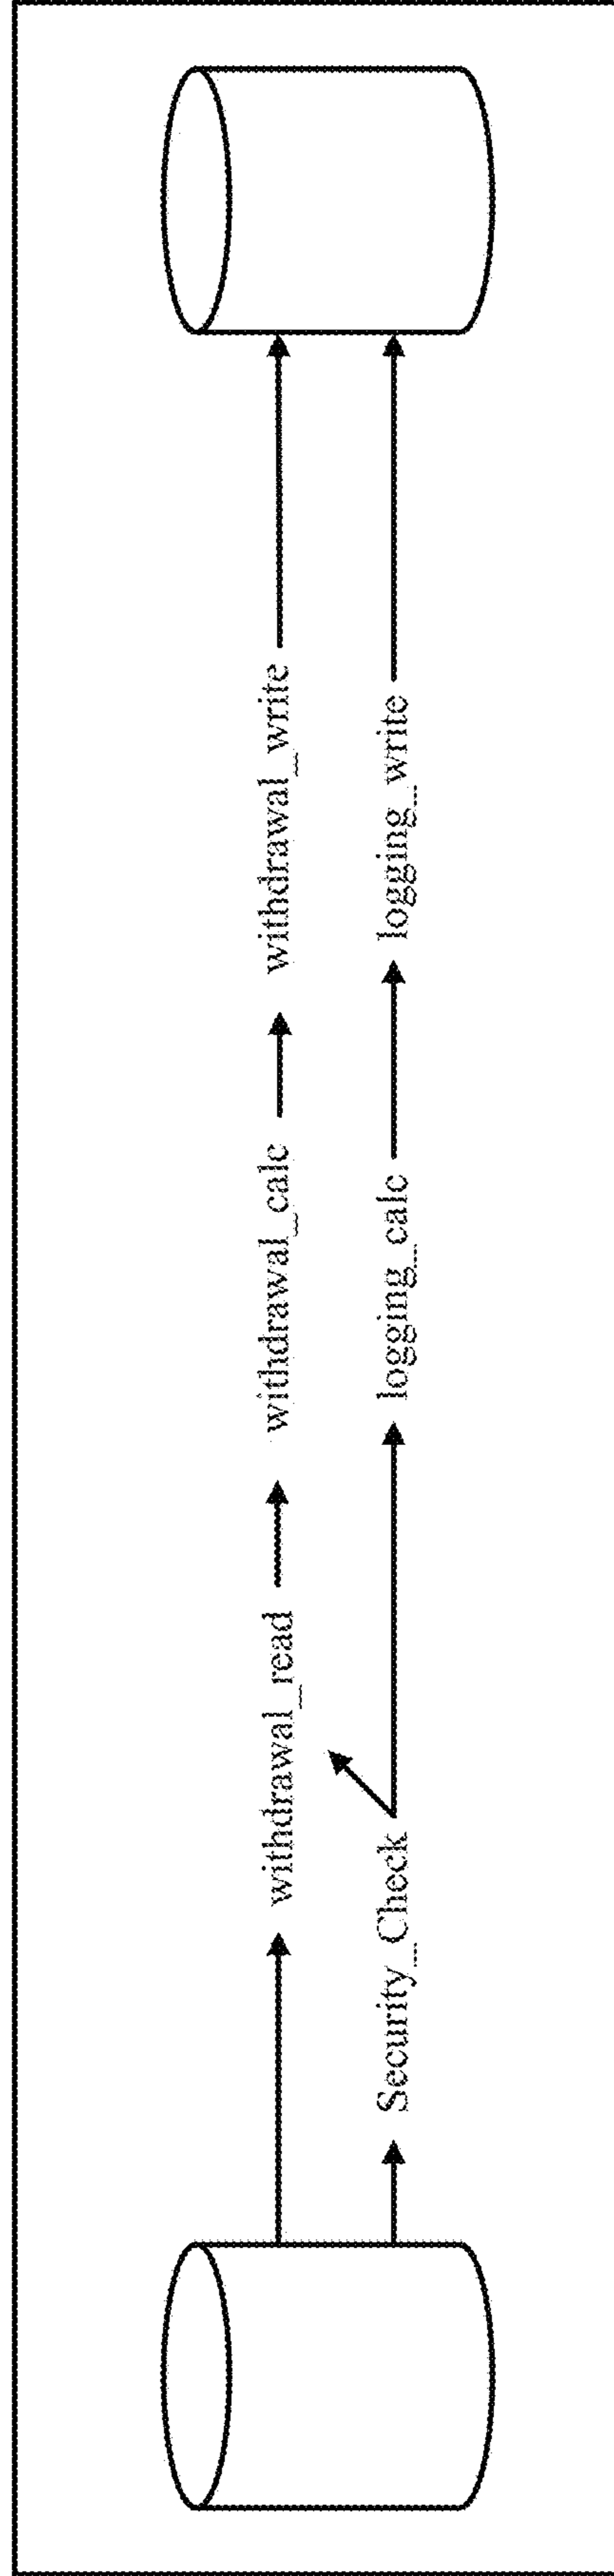 withdrawal_read
withdrawal_calc
withdrawal_write
Security_Check
logging_calc
logging_write